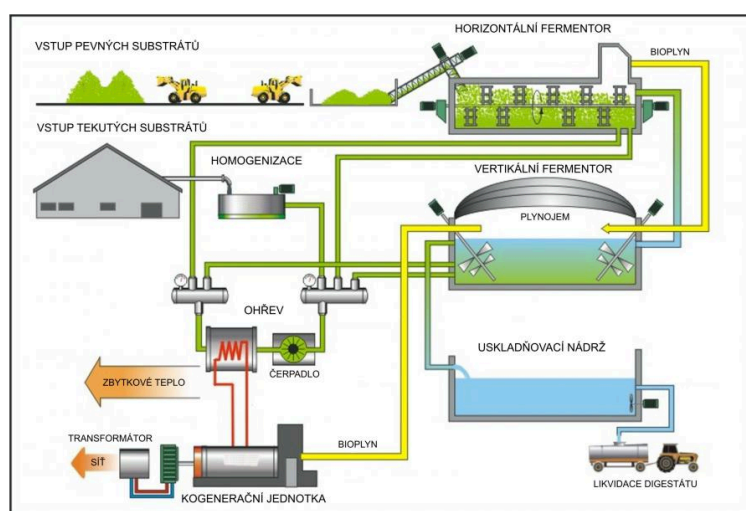 HORIZONTÁLNÍ FERMENTOR
VSTUP PEVNÝCH SUBSTRÁTŮ
BIOPLYN
VSTUP TEKUTÝCH SUBSTRÁTŮ
HOMOGENIZACE
VERTIKÁLNÍ FERMENTOR
PLYNOJEM
OHŘEV
ČERPADLO
USKLADŇOVACÍ NÁDRŽ
ZBYTKOVÉ TEPLO
TRANSFORMÁTOR
BIOPLYN
SÍŤ
LIKVIDACE DIGESTÁTU
KOGENERAČNÍ JEDNOTKA